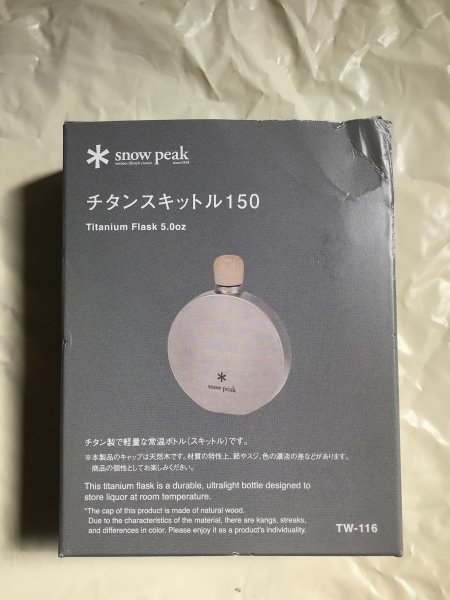 snow peak
チタンスキットル150
Titanium Flask 5.0oz
snow peak
チタン製で軽量な常温ボトル(スキットル)です。
※本製品のキャップは天然木です。材質の特性上、節やスジ、色の濃淡の差などがあります。
商品の個性としてお楽しみください。
This titanium flask is a durable, ultralight bottle designed to
store liquor at room temperature.
*The cap of this product is made of natural wood.
Due to the characteristics of the material, there are kangs, streaks,
and differences in color. Please enjoy it as a product's individuality.
TW-116